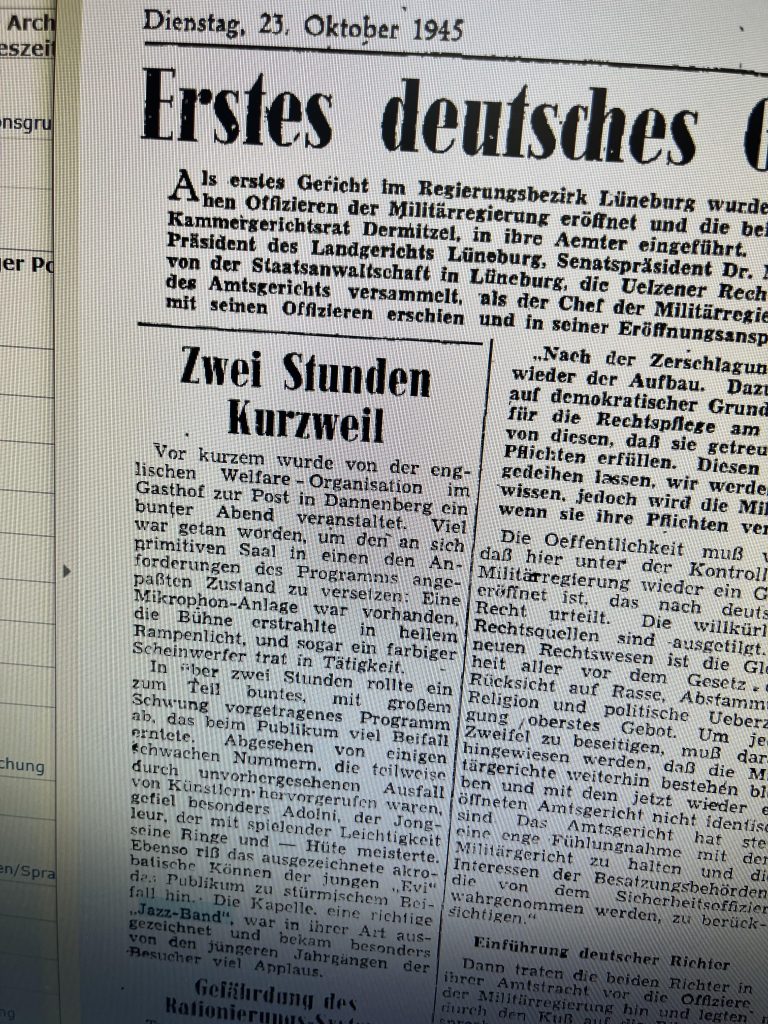 Arch
eszeit
onsgru
er Po
chung
en/Spra
ng
Dienstag, 23. Oktober 1945
Erstes deutsches G
Als erstes Gericht im Regierungsbezirk Lüneburg wurde
hen Offizieren der Militärregierung eröffnet und die bei
Kammergerichtsrat Dermitzel, in ihre Aemter eingeführt.
Präsident des Landgerichts Lüneburg, Senatspräsident Dr.
von der Staatsanwaltschaft in Lüneburg, die Uelzener Rech
des Amtsgerichts versammelt, als der Chef der Militärregie
mit seinen Offizieren erschien und in seiner Eröffnungsansp
Zwei Stunden
Kurzweil
Vor kurzem wurde von der eng-
lischen Welfare-Organisation im
Gasthof zur Post in Dannenberg ein
bunter Abend veranstaltet. Viel
war getan worden, um den an sich
primitiven Saal in einen den An-
forderungen des Programms ange-
paßten Zustand zu versetzen: Eine
Mikrophon-Anlage war vorhanden,
die Bühne erstrahlte in hellem
Rampenlicht, und sogar ein farbiger
Scheinwerfer trat in Tätigkeit.
In über zwei Stunden rollte ein
zum Teil buntes, mit großem
Schwung vorgetragenes Programm
ab, das beim Publikum viel Beifall
erntete. Abgesehen von einigen
schwachen Nummern, die teilweise
durch unvorhergesehenen Ausfall
von Künstlern hervorgerufen waren,
gefiel besonders Adolni, der Jong-
leur, der mit spielender Leichtigkeit
seine Ringe und — Hüte meisterte.
Ebenso riß das ausgezeichnete akro-
batische Können der jungen „Evi“
das Publikum zu stürmischem Bei-
fall hin. Die Kapelle, eine richtige
„Jazz-Band“, war in ihrer Art aus-
gezeichnet und bekam besonders
von den jüngeren Jahrgängen der
Besucher viel Applaus.
Gefährdung des
Rationierungs-
„Nach der Zerschlagun
wieder der Aufbau. Dazu
auf demokratischer Grund
für die Rechtspflege am
von diesen, daß sie getreu
Pflichten erfüllen. Diesen
gedeihen lassen, wir werde
wissen, jedoch wird die Mil
wenn sie ihre Pflichten ver
Die Oeffentlichkeit muß v
daß hier unter der Kontroll
Militärregierung wieder ein G
eröffnet ist, das nach deuts
Recht urteilt. Die willkürl
Rechtsquellen sind ausgetilgt.
neuen Rechtswesen ist die Gle
heit aller vor dem Gesetz
Rücksicht auf Rasse, Abstamm
Religion und politische Ueberz
gung oberstes Gebot. Um je
Zweifel zu beseitigen, muß dar
hingewiesen werden, daß die Mi
tärgerichte weiterhin bestehen ble
ben und mit dem jetzt wieder e
öffneten Amtsgericht nicht identisc
sind. Das Amtsgericht hat ste
eine enge Fühlungnahme mit der
Militärgericht zu halten und di
Interessen der Besatzungsbehörden
die von dem Sicherheitsoffizier
wahrgenommen werden, zu berück-
sichtigen.“
Einführung deutscher Richter
Dann traten die beiden Richter in
ihrer Amtstracht vor die Offiziere
der Militärregierung hin und legten
durch den Kuß auf